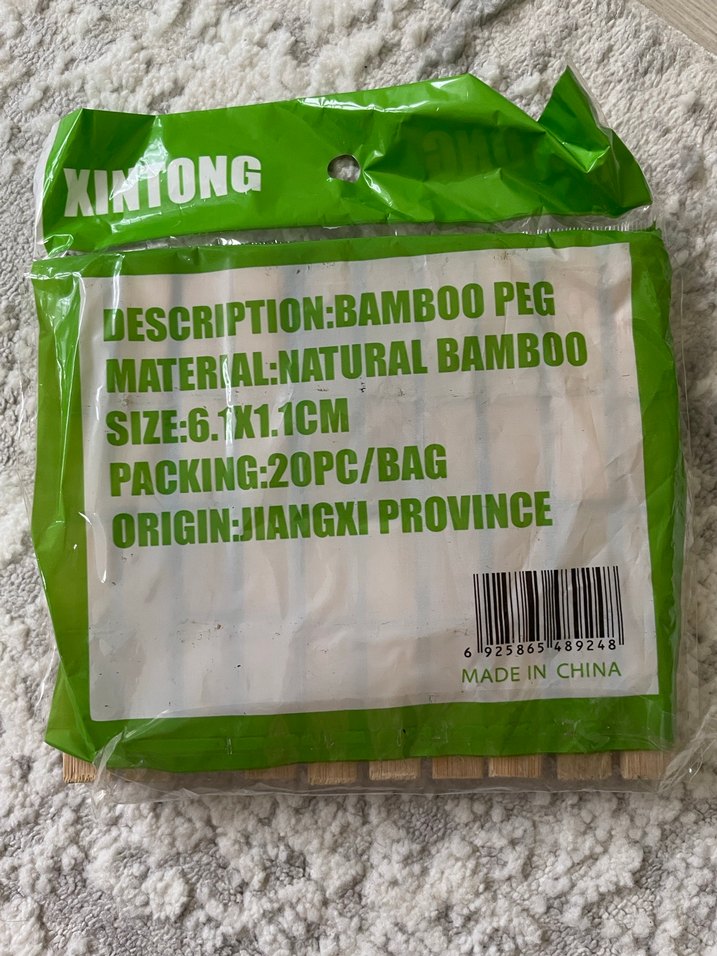 XINTONG
DESCRIPTION:BAMBOO PEG
MATERIAL:NATURAL BAMBOO
SIZE:6.1X1.1CM
PACKING:20PC/BAG
ORIGIN:JIANGXI PROVINCE
6 925865 489248
MADE IN CHINA